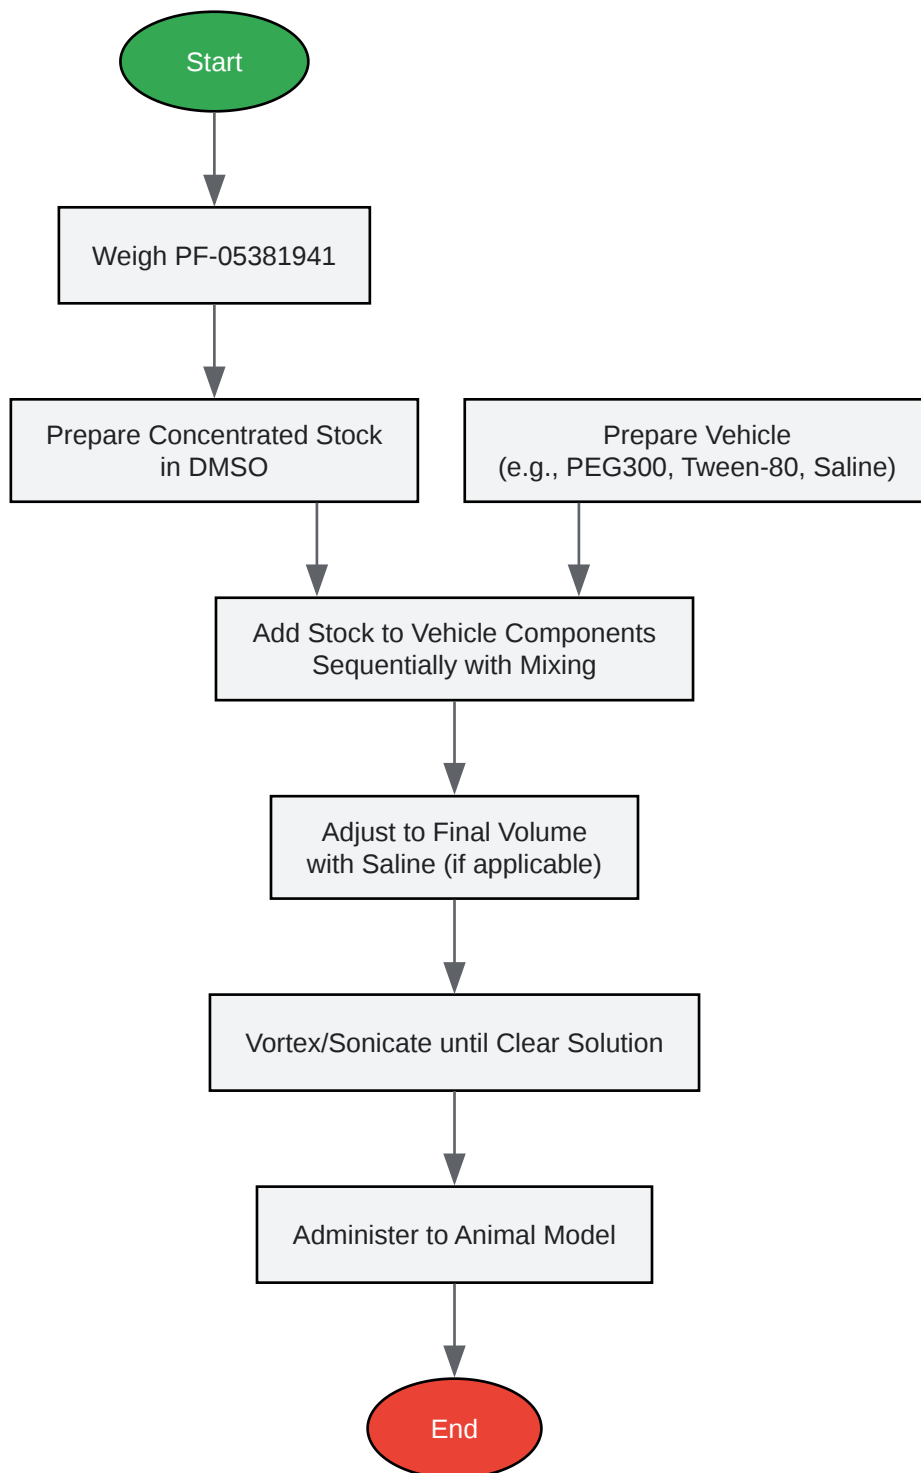 Start
Weigh PF-05381941
Prepare Concentrated Stock
in DMSO
Prepare Vehicle
(e.g., PEG300, Tween-80, Saline)
Add Stock to Vehicle Components
Sequentially with Mixing
Adjust to Final Volume
with Saline (if applicable)
Vortex/Sonicate until Clear Solution
Administer to Animal Model
End